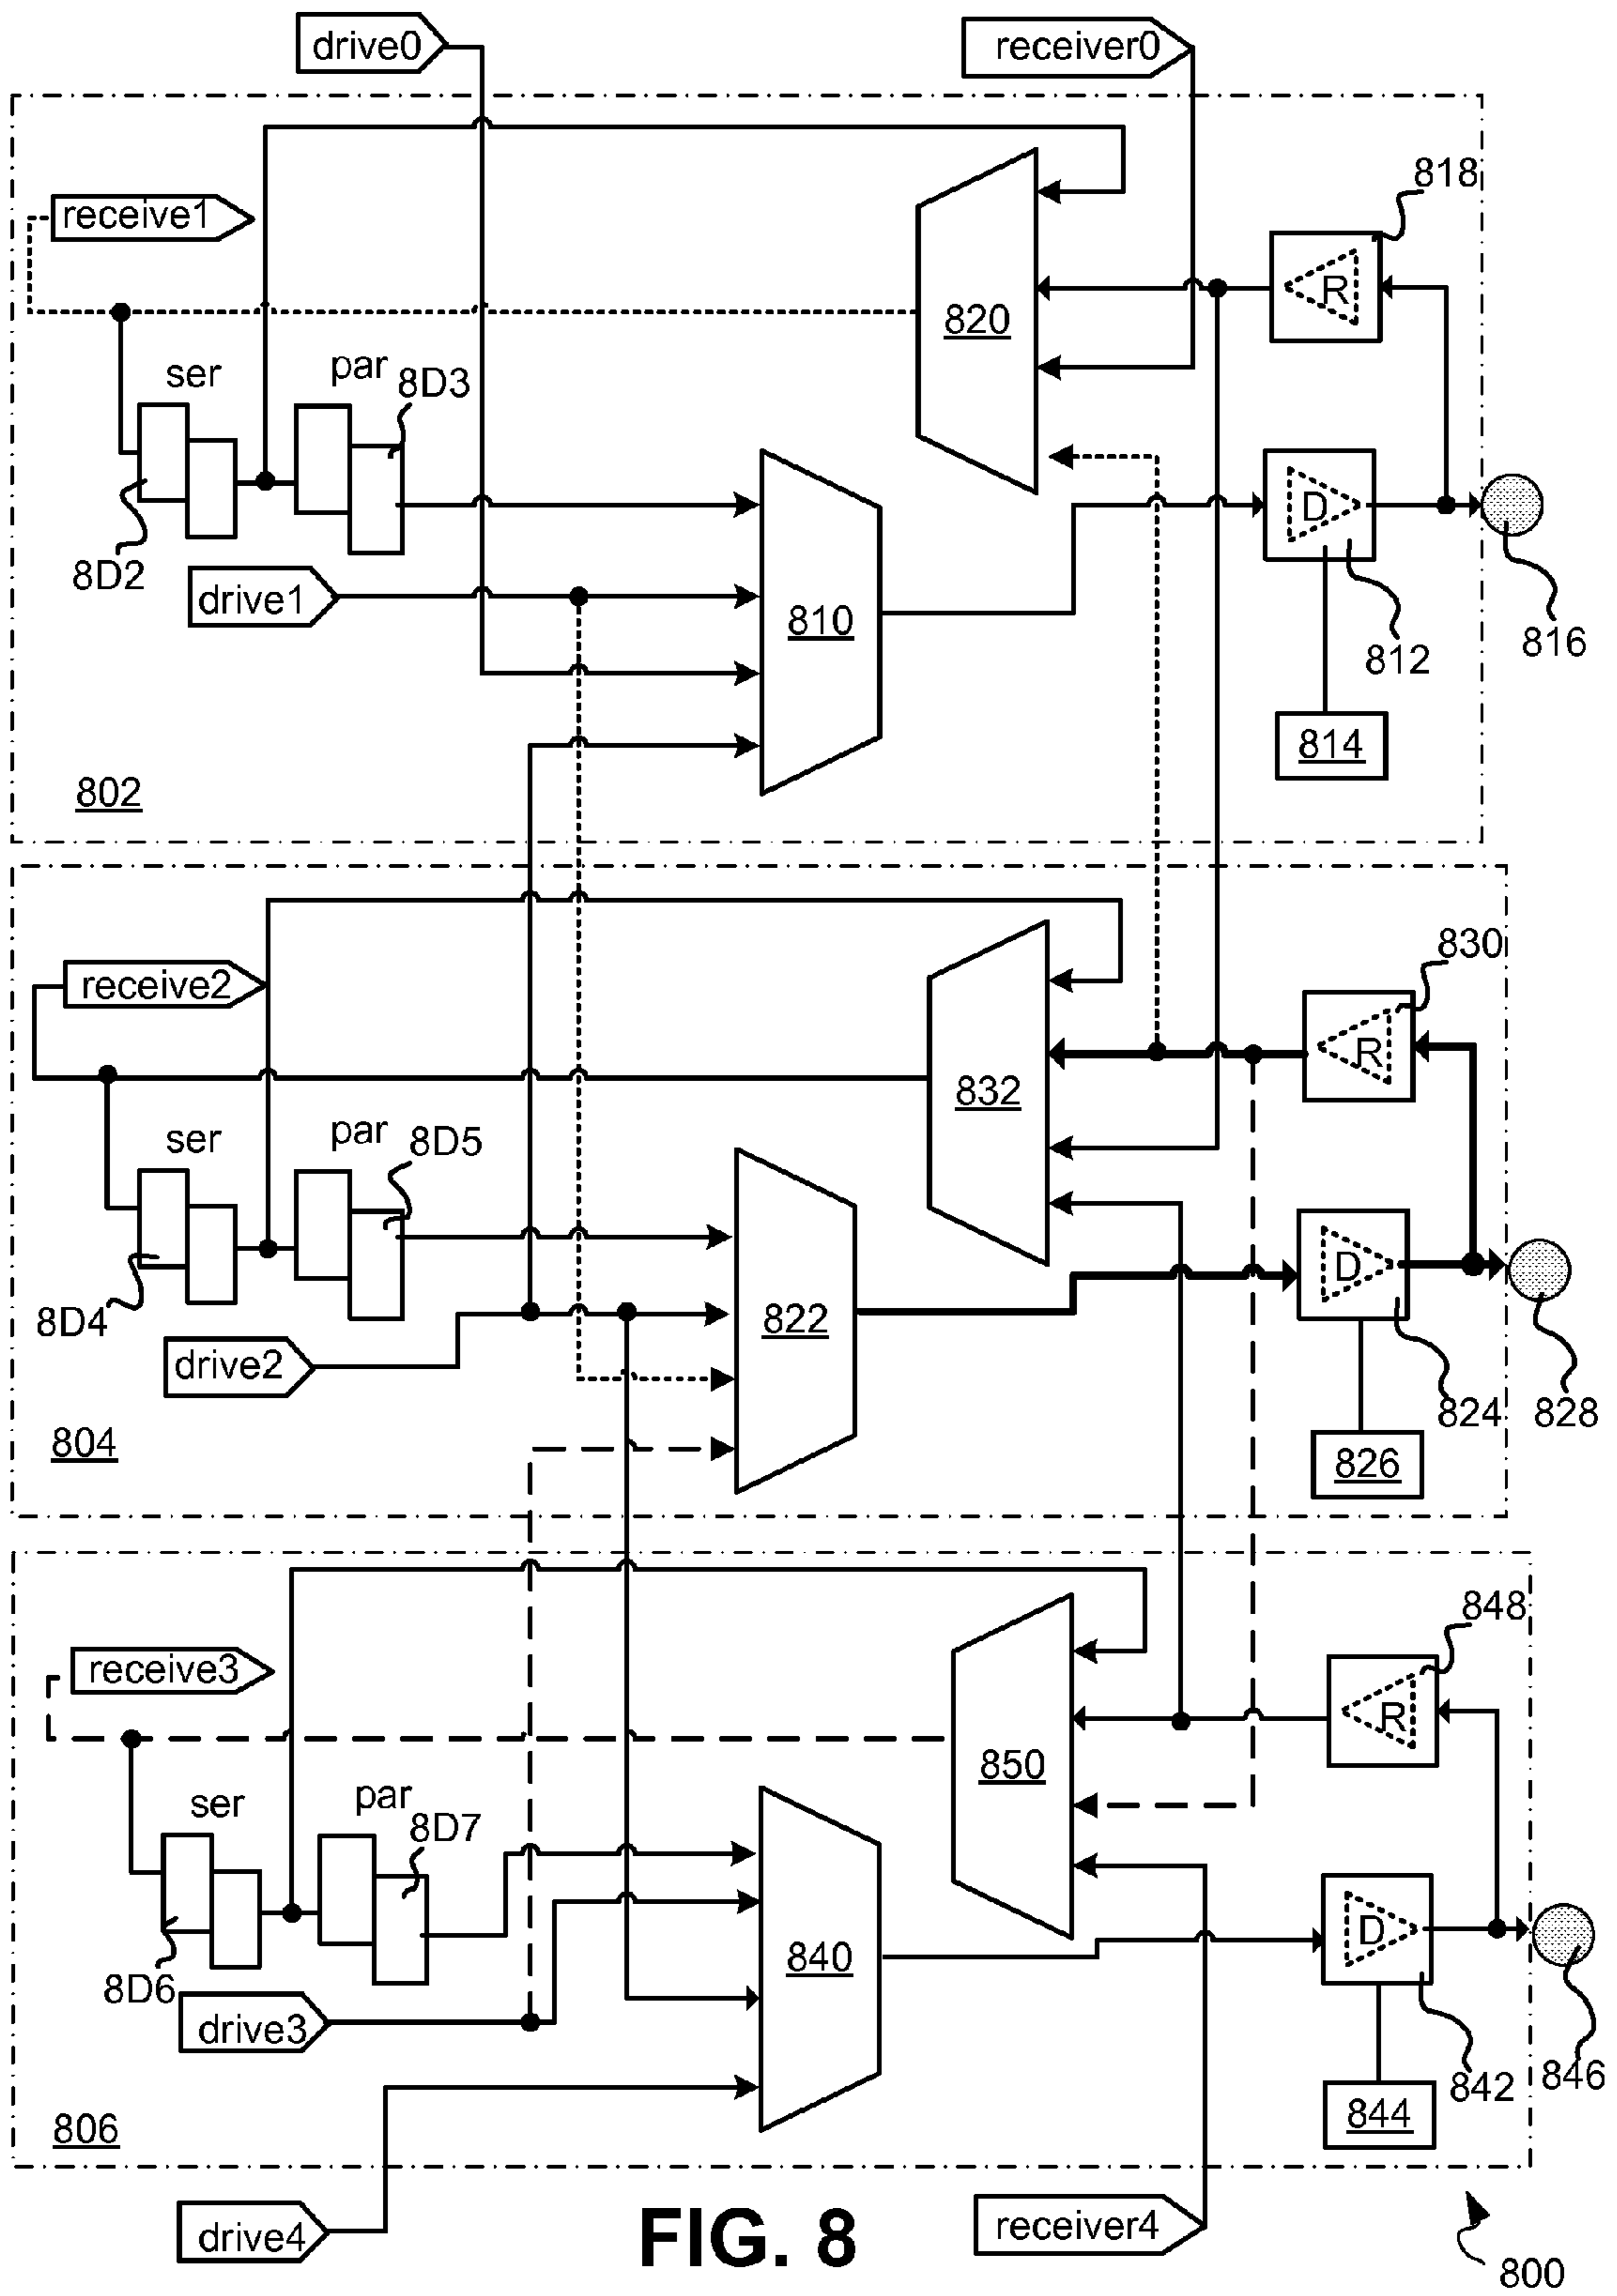 drive0
receiver0
818
receive1
R
820
ser
par
8D3
D
8D2
drive1
810
816
812
814
802
830
receive2
R
832
ser
par
8D5
D
8D4
822
drive2
824
828
804
826
848
receive3
R
850
ser
par
8D7
D
840
8D6
drive3
846
842
844
806
drive4
FIG. 8
receiver4
800